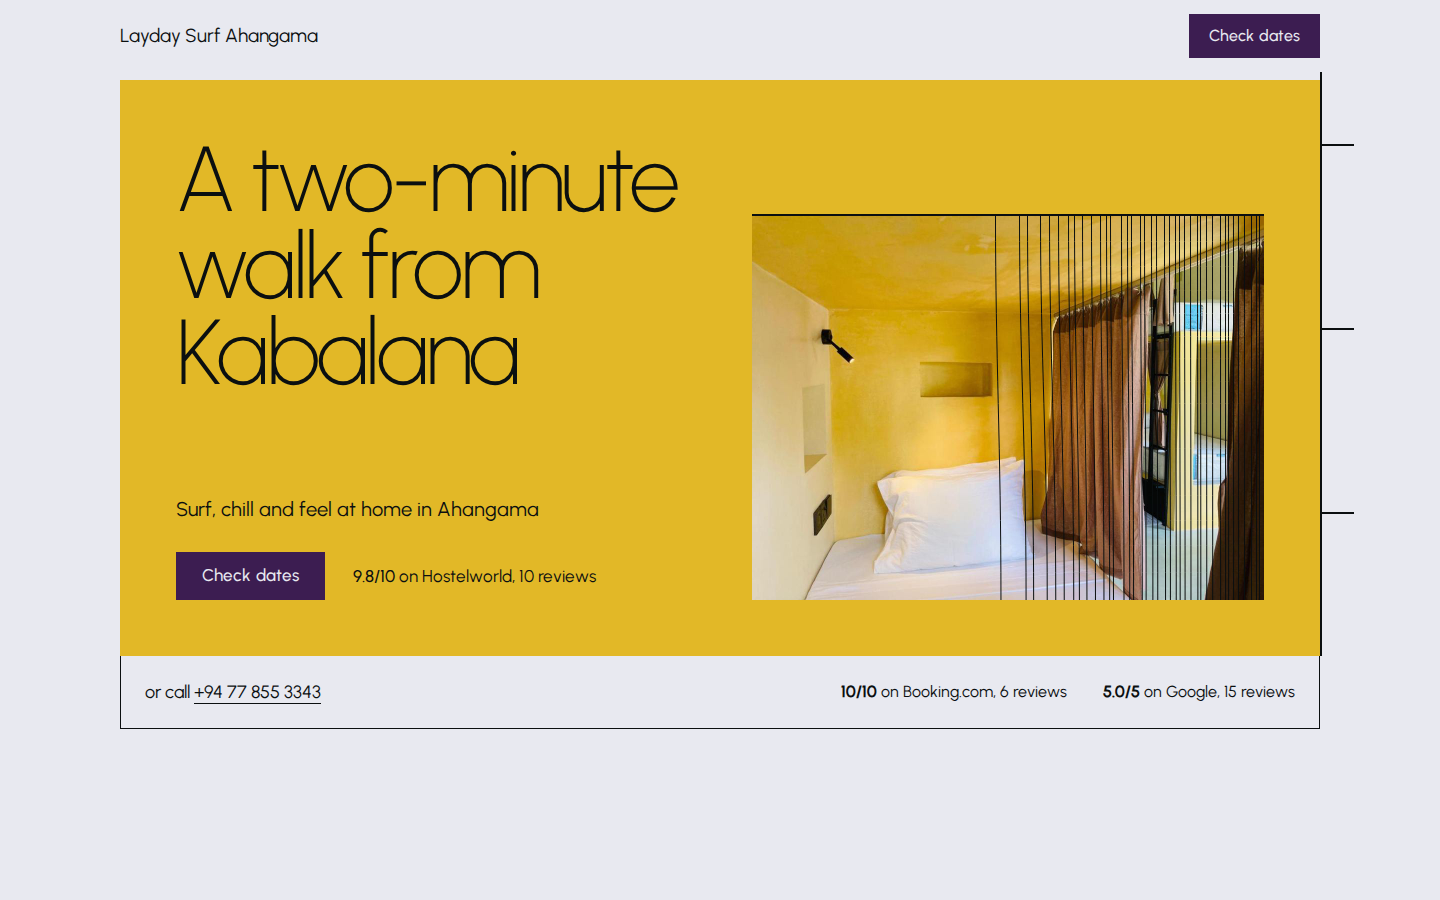 Layday Surf Ahangama
Check dates
A two-minute
walk from
Kabalana
Surf, chill and feel at home in Ahangama
Check dates
9.8/10 on Hostelworld, 10 reviews
or call +94 77 855 3343
10/10 on Booking.com, 6 reviews
5.0/5 on Google, 15 reviews